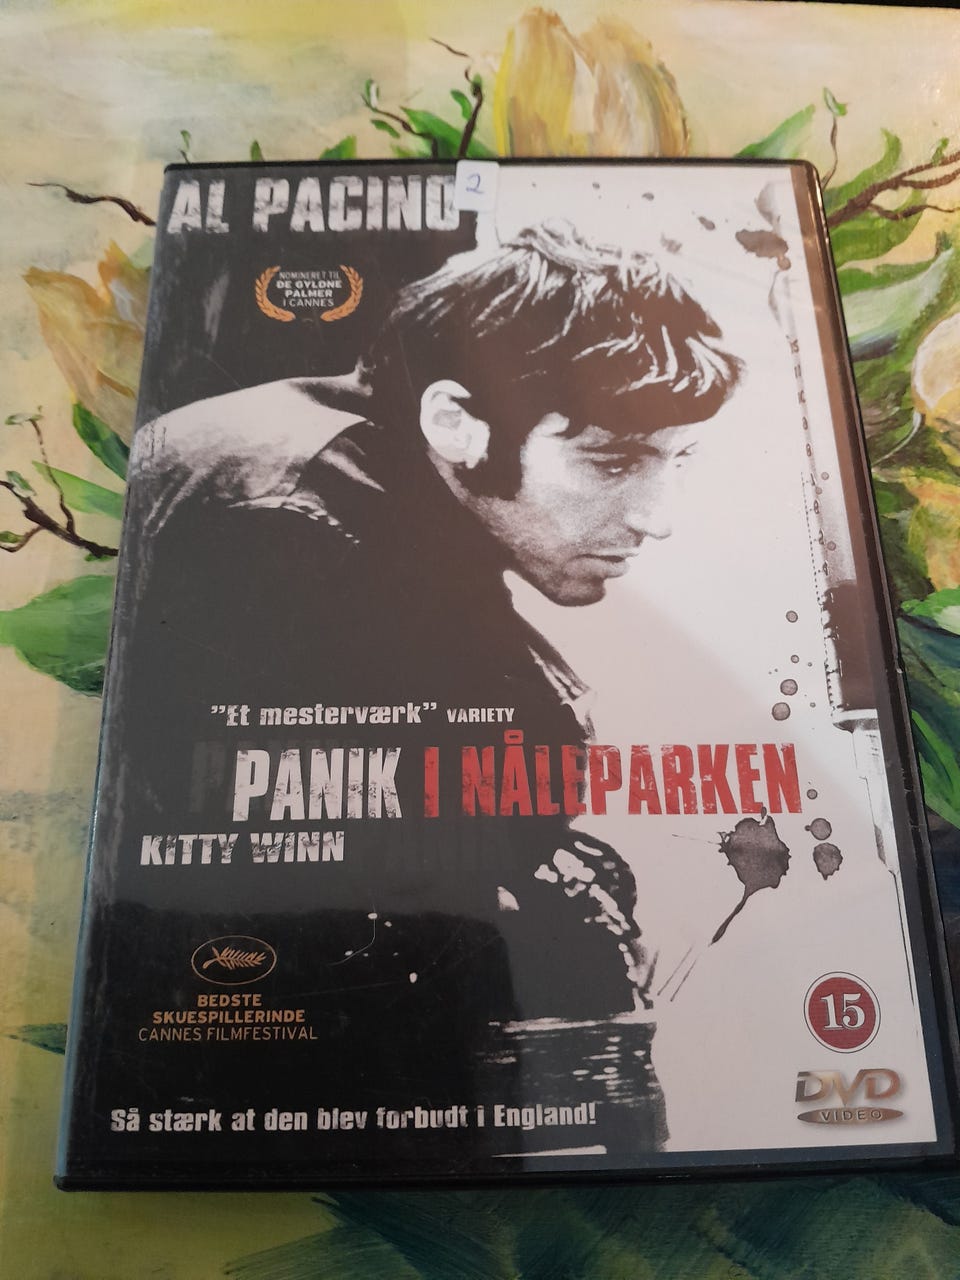 AL PACINO
2
NOMINERET TIL
DE GYLDNE
PALMER
I CANNES
"Et mesterværk" VARIETY
PANIK I NÅLEPARKEN
KITTY WINN
BEDSTE
SKUESPILLERINDE
CANNES FILMFESTIVAL
15
DVD
VIDEO
Så stærk at den blev forbudt i England!